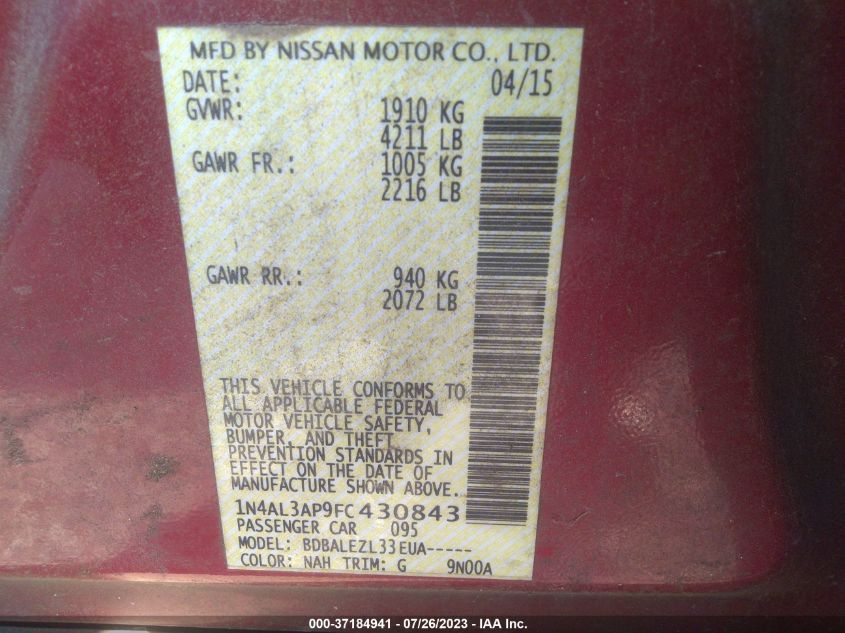 MFD BY NISSAN MOTOR CO., LTD.
DATE: 04/15
GVWR: 1910 KG
4211 LB
GAWR FR.: 1005 KG
2216 LB
GAWR RR.: 940 KG
2072 LB
THIS VEHICLE CONFORMS TO
ALL APPLICABLE FEDERAL
MOTOR VEHICLE SAFETY,
BUMPER, AND THEFT
PREVENTION STANDARDS IN
EFFECT ON THE DATE OF
MANUFACTURE SHOWN ABOVE.
1N4AL3AP9FC430843
PASSENGER CAR 095
MODEL: BDBALEZL33EUA-----
COLOR: NAH TRIM: G 9N00A
000-37184941 - 07/26/2023 - IAA Inc.